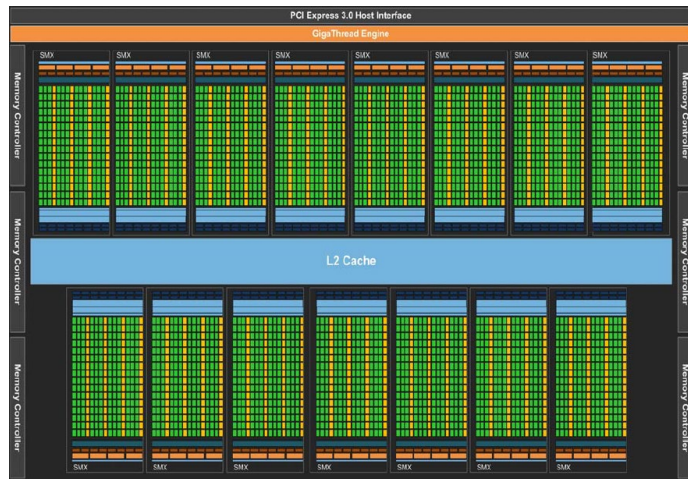 PCI Express 3.0 Host Interface
GigaThread Engine
SMX SMX SMX SMX SMX SMX SMX SMX
Memory Controller
Memory Controller
Memory Controller
Memory Controller
Memory Controller
Memory Controller
L2 Cache
SMX SMX SMX SMX SMX SMX SMX